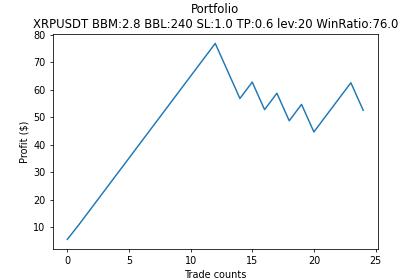 Portfolio
XRPUSDT BBM:2.8 BBL:240 SL:1.0 TP:0.6 lev:20 WinRatio:76.0
80
70
60
50
40
30
20
10
Profit ($)
0 5 10 15 20 25
Trade counts